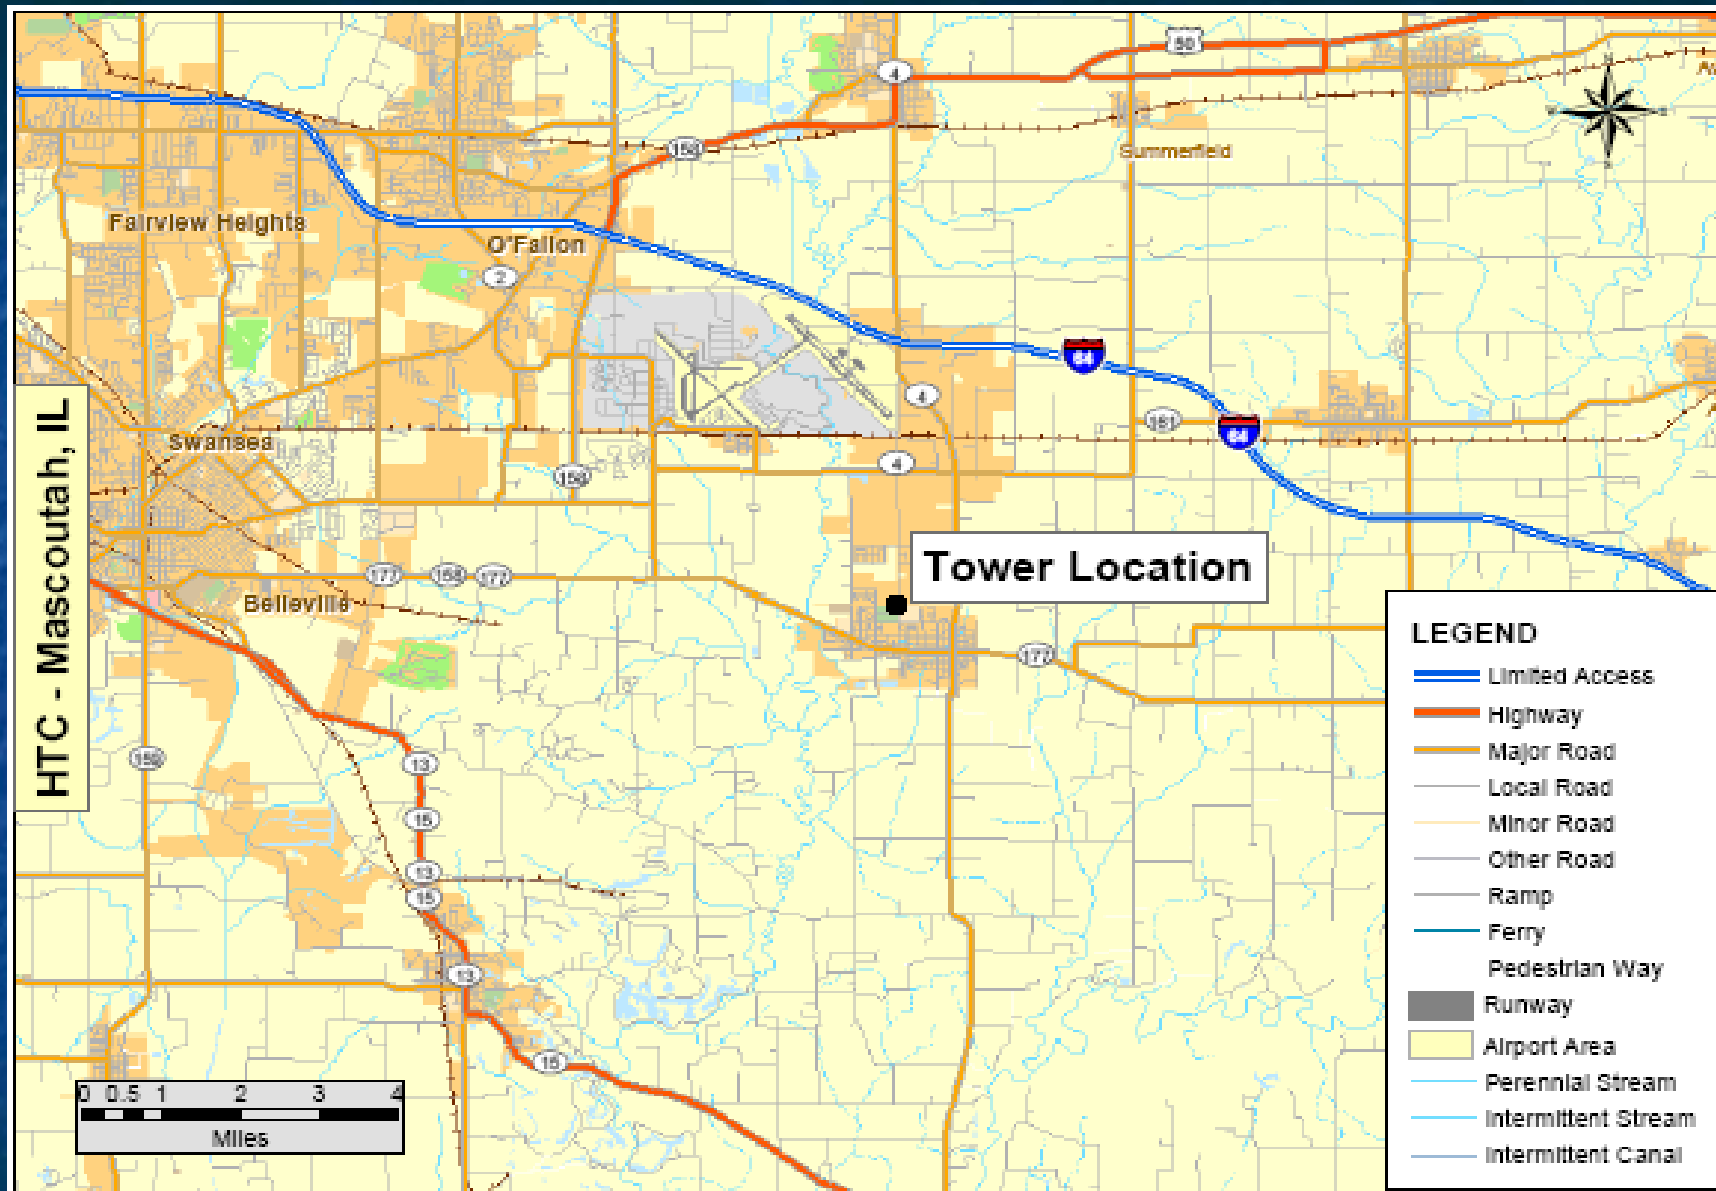 50
4
158
Summerfield
Fairview Heights
O'Fallon
2
64
4
161
64
Swansea
4
158
HTC - Mascoutah, IL
Tower Location
177
158
177
Belleville
177
159
13
15
13
15
13
15
LEGEND
Limited Access
Highway
Major Road
Local Road
Minor Road
Other Road
Ramp
Ferry
Pedestrian Way
Runway
Airport Area
Perennial Stream
Intermittent Stream
Intermittent Canal
0 0.5 1 2 3 4
Miles